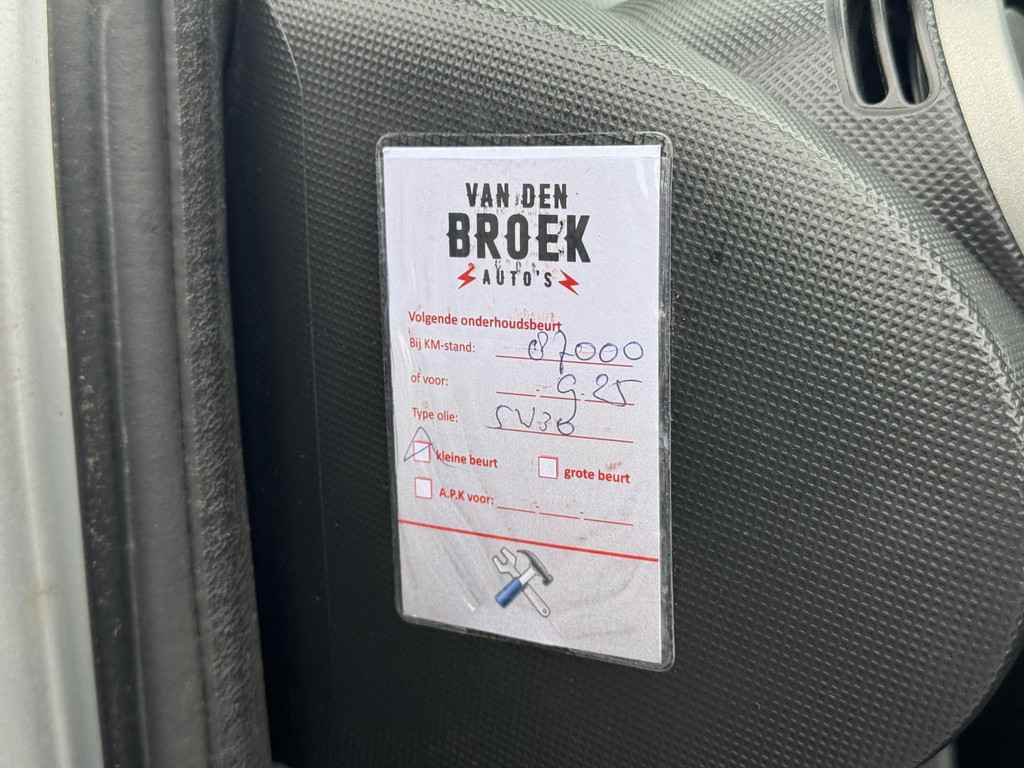 VAN DEN
BROEK
AUTO'S
Volgende onderhoudsbeurt
Bij KM-stand: 87000
of voor: 9.25
Type olie: 5W30
kleine beurt
grote beurt
A.P.K voor: